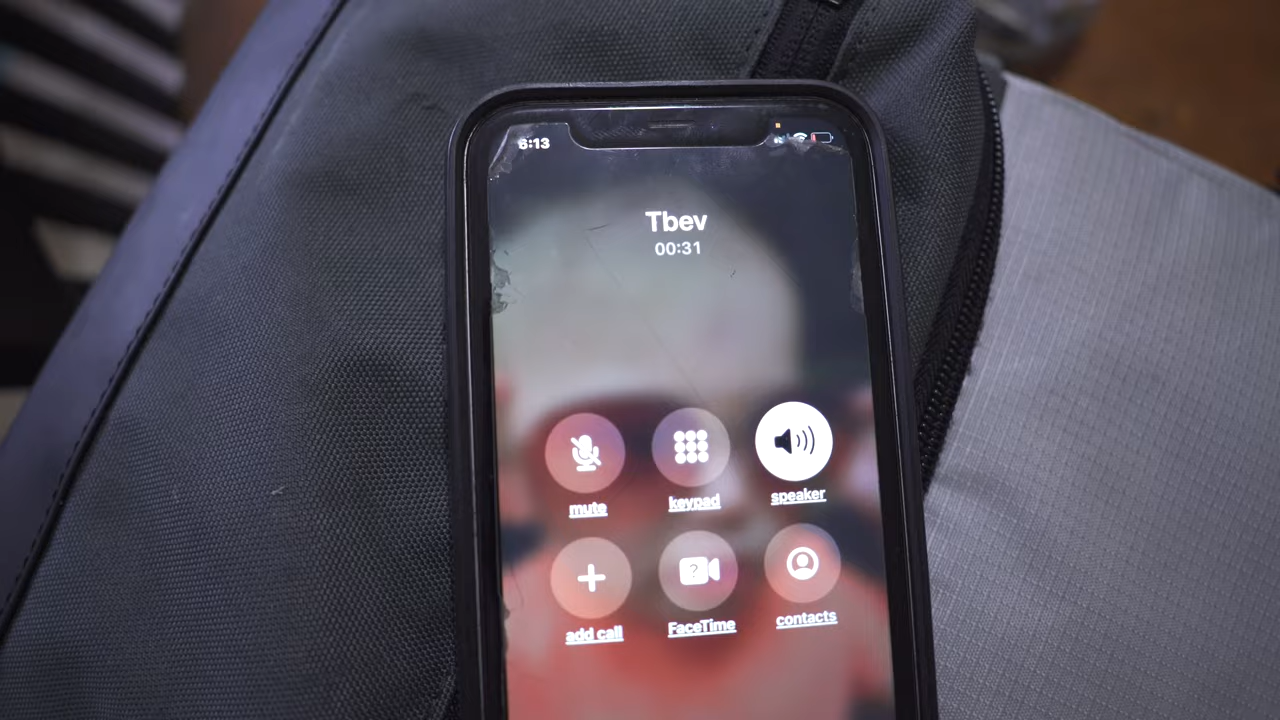 6:13
Tbev
00:31
mute keypad speaker
add call FaceTime contacts